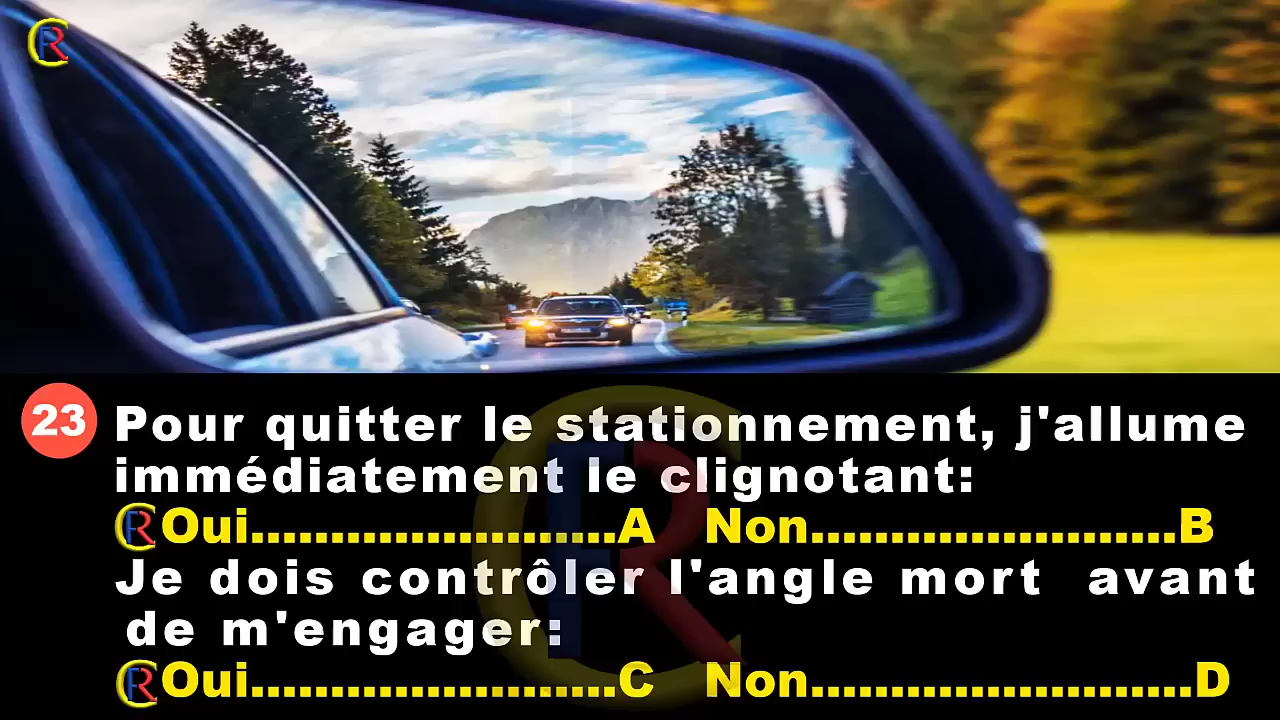 23 Pour quitter le stationnement, j'allume
immédiatement le clignotant:
Oui.......................A Non.......................B
Je dois contrôler l'angle mort avant
de m'engager:
Oui.......................C Non........................D